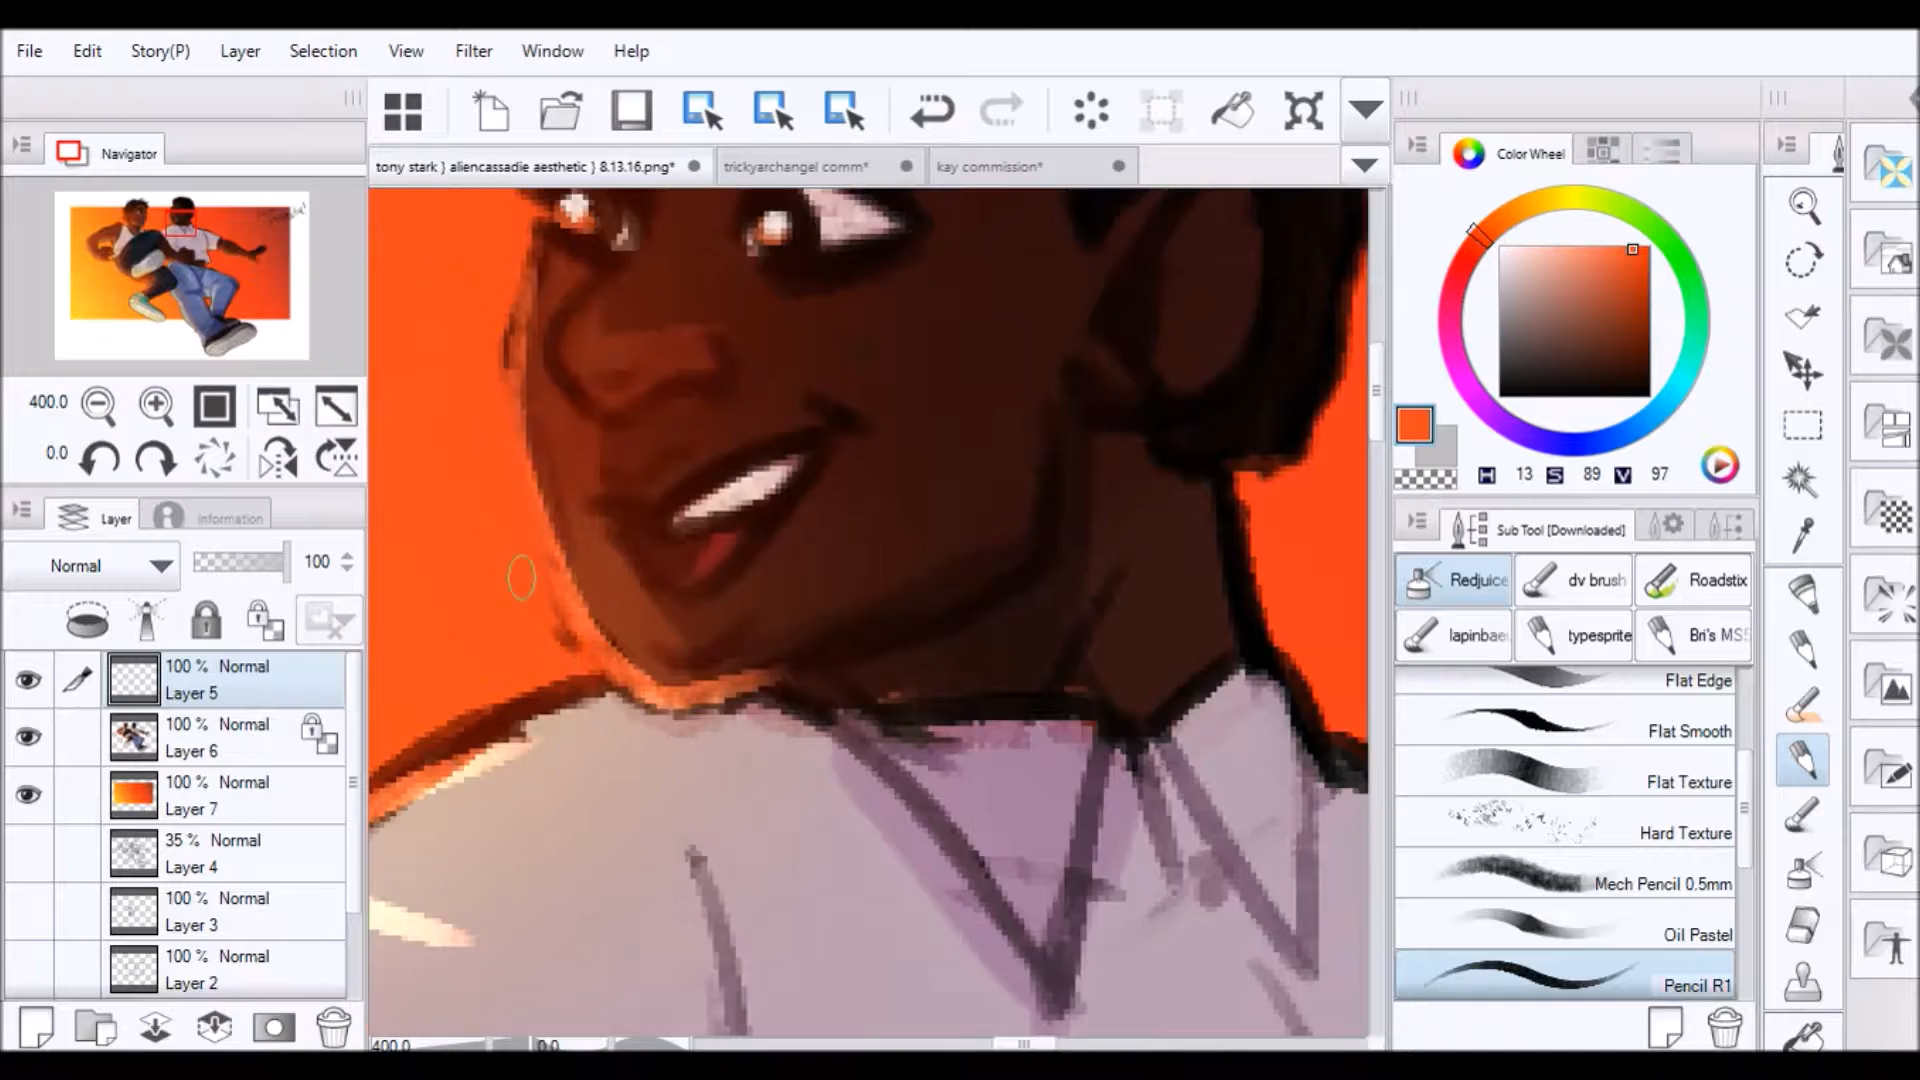 File Edit Story(P) Layer Selection View Filter Window Help
Navigator
tony stark } aliencassadie aesthetic } 8.13.16.png* trickyarchangel comm* kay commission*
Color Wheel
400.0
0.0
H 13 S 89 V 97
Layer Information
Sub Tool [Downloaded]
Normal 100
Redjuice dv brush Roadstix
lapinbae typesprite Bri's MS
100 % Normal
Layer 5
100 % Normal
Layer 6
100 % Normal
Layer 7
35 % Normal
Layer 4
100 % Normal
Layer 3
100 % Normal
Layer 2
Flat Edge
Flat Smooth
Flat Texture
Hard Texture
Mech Pencil 0.5mm
Oil Pastel
Pencil R1
400.0 0.0